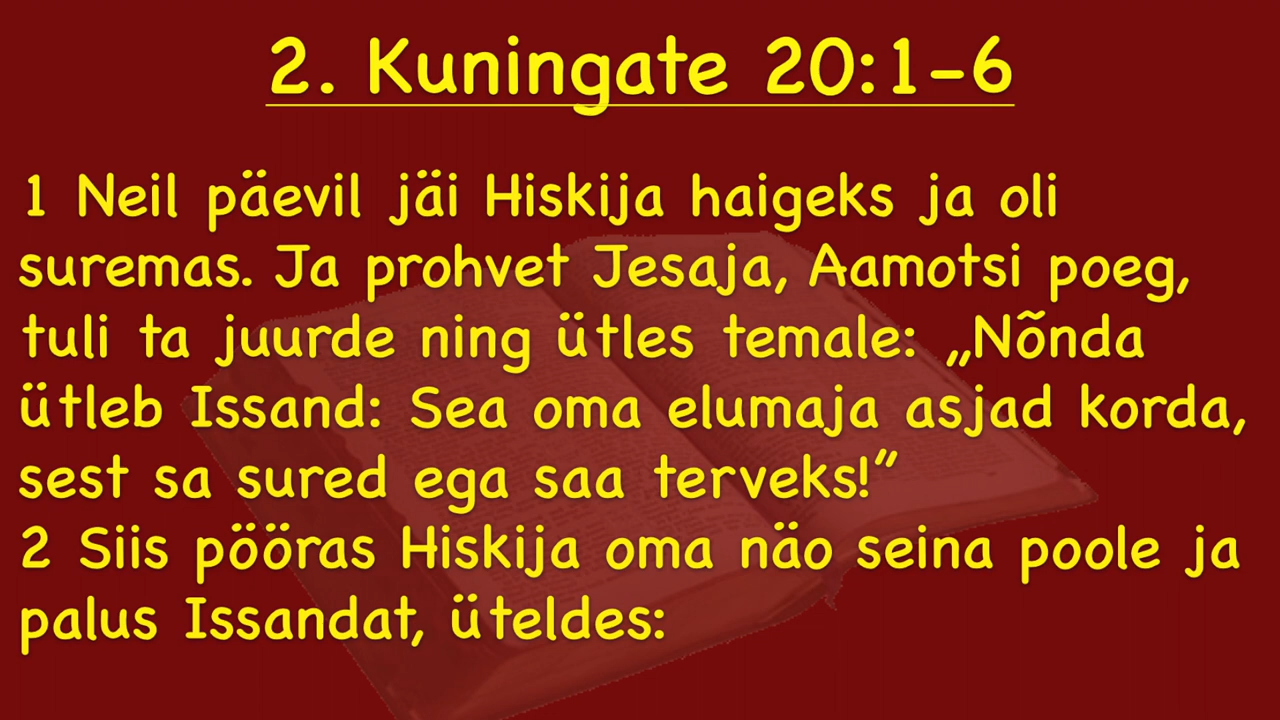 2. Kuningate 20:1-6
1 Neil päevil jäi Hiskija haigeks ja oli
suremas. Ja prohvet Jesaja, Aamotsi poeg,
tuli ta juurde ning ütles temale: „Nõnda
ütleb Issand: Sea oma elumaja asjad korda,
sest sa sured ega saa terveks!”
2 Siis pööras Hiskija oma näo seina poole ja
palus Issandat, üteldes: